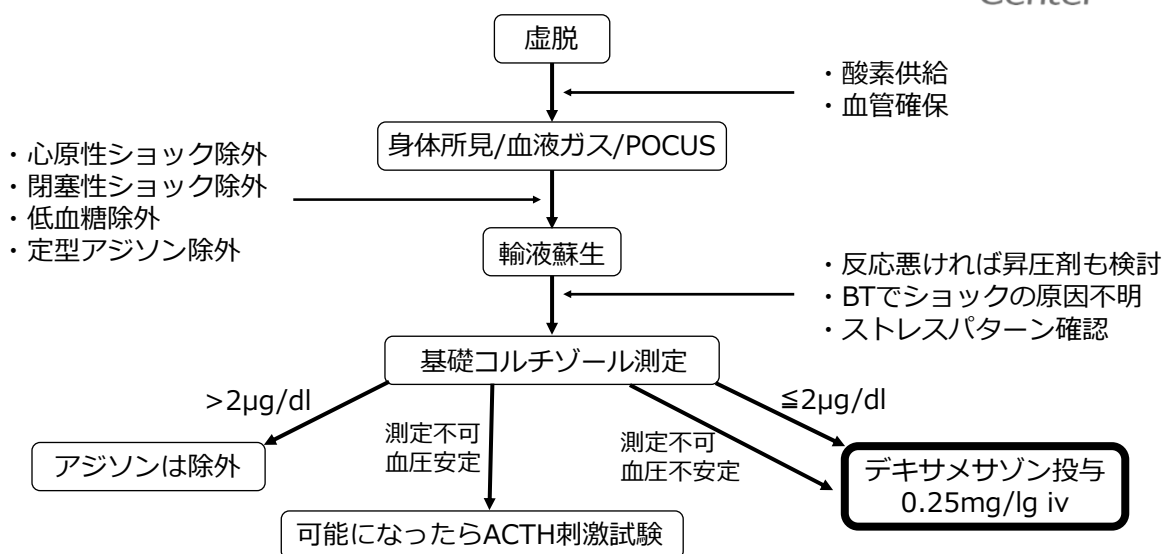 Center
虚脱
・酸素供給
・血管確保
身体所見/血液ガス/POCUS
・心原性ショック除外
・閉塞性ショック除外
・低血糖除外
・定型アジソン除外
輸液蘇生
・反応悪ければ昇圧剤も検討
・BTでショックの原因不明
・ストレスパターン確認
基礎コルチゾール測定
>2μg/dl
≦2μg/dl
測定不可
血圧安定
測定不可
血圧不安定
アジソンは除外
デキサメサゾン投与
0.25mg/lg iv
可能になったらACTH刺激試験